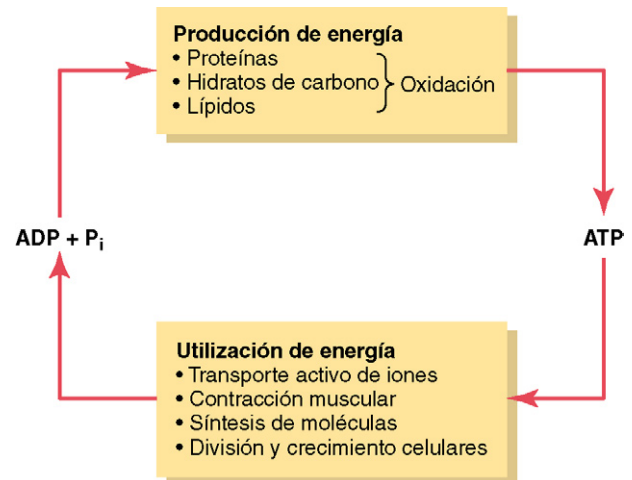 Producción de energía
• Proteínas
• Hidratos de carbono
• Lípidos
Oxidación
ADP + Pi
ATP
Utilización de energía
• Transporte activo de iones
• Contracción muscular
• Síntesis de moléculas
• División y crecimiento celulares